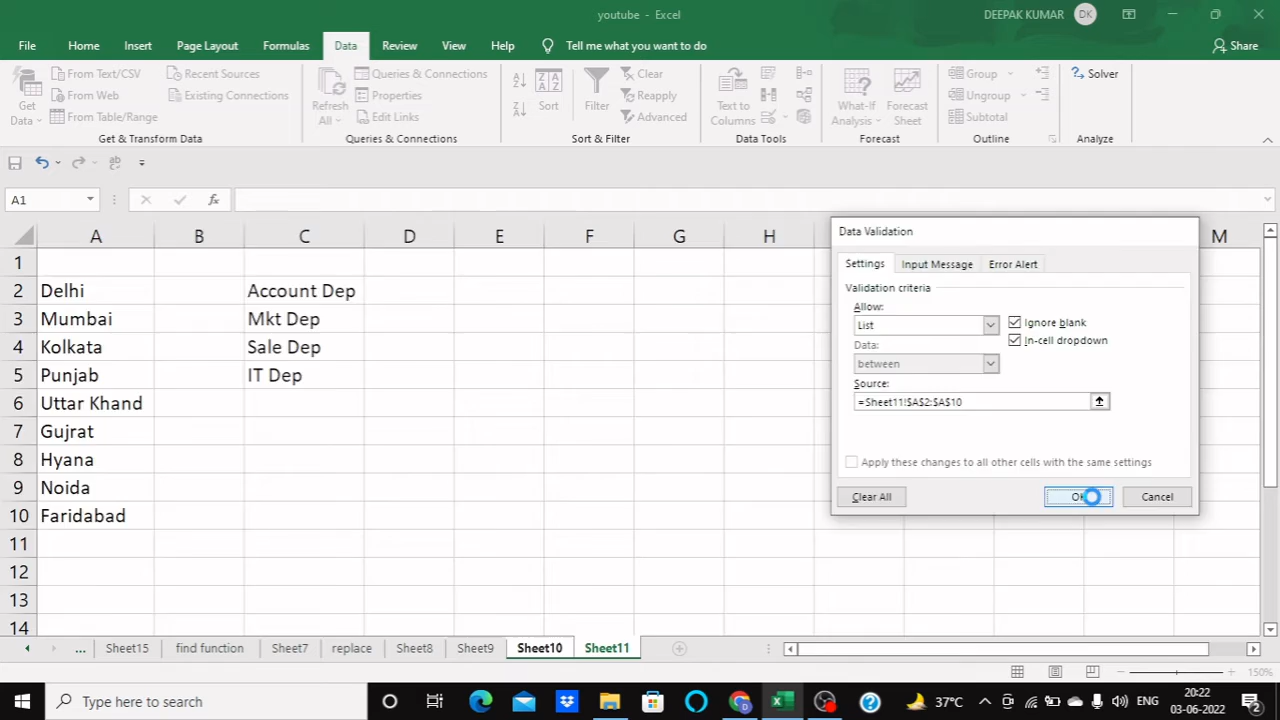 youtube - Excel
DEEPAK KUMAR DK
File Home Insert Page Layout Formulas Data Review View Help Tell me what you want to do Share
Get Data
From Text/CSV
From Web
From Table/Range
Recent Sources
Existing Connections
Get & Transform Data
Refresh All
Queries & Connections
Properties
Edit Links
Queries & Connections
Sort
Filter
Clear
Reapply
Advanced
Sort & Filter
Text to Columns
Data Tools
What-If Analysis
Forecast Sheet
Forecast
Group
Ungroup
Subtotal
Outline
Solver
Analyze
A1 fx
A B C D E F G H M
1
2 Delhi Account Dep
3 Mumbai Mkt Dep
4 Kolkata Sale Dep
5 Punjab IT Dep
6 Uttar Khand
7 Gujrat
8 Hyana
9 Noida
10 Faridabad
11
12
13
14
Data Validation
Settings Input Message Error Alert
Validation criteria
Allow:
List
Ignore blank
In-cell dropdown
Data:
between
Source:
=Sheet11!$A$2:$A$10
Apply these changes to all other cells with the same settings
Clear All OK Cancel
... Sheet15 find function Sheet7 replace Sheet8 Sheet9 Sheet10 Sheet11
150%
Type here to search
37°C
ENG
20:22
03-06-2022
2